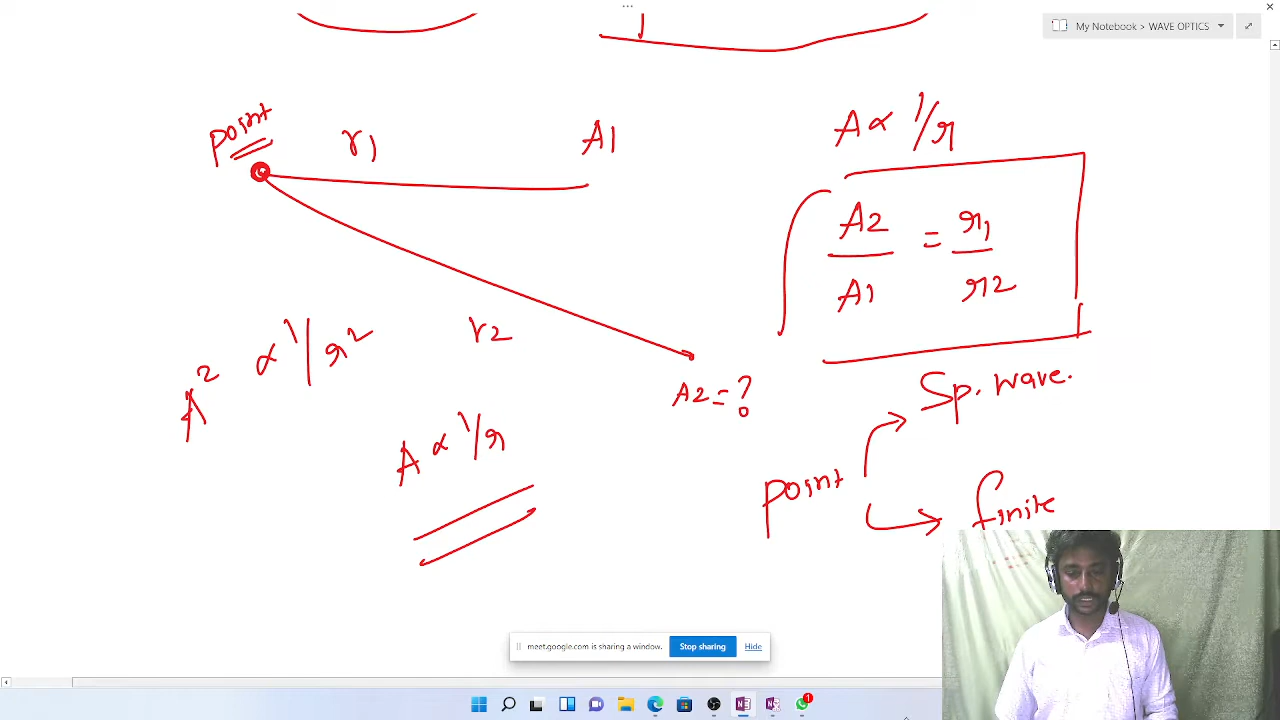 My Notebook > WAVE OPTICS
point
r1
A1
A ∝ 1/r
A2/A1 = r1/r2
A² ∝ 1/r²
r2
A2 = ?
A ∝ 1/r
Sp. wave.
point
finite
meet.google.com is sharing a window.
Stop sharing
Hide
1